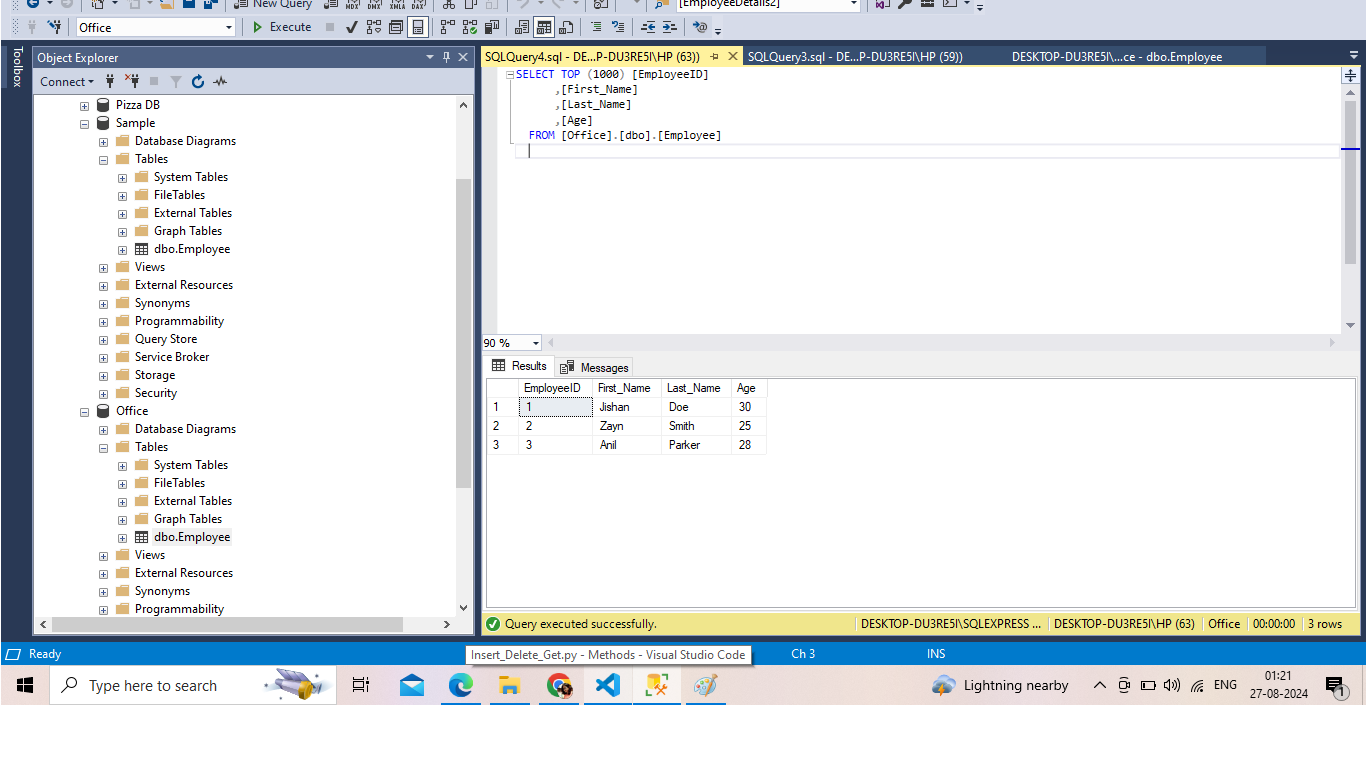 New Query
MDX DMX XMLA DAX
[EmployeeDetails2]
Office
Execute
Toolbox
Object Explorer
Connect
Pizza DB
Sample
Database Diagrams
Tables
System Tables
FileTables
External Tables
Graph Tables
dbo.Employee
Views
External Resources
Synonyms
Programmability
Query Store
Service Broker
Storage
Security
Office
Database Diagrams
Tables
System Tables
FileTables
External Tables
Graph Tables
dbo.Employee
Views
External Resources
Synonyms
Programmability
SQLQuery4.sql - DE...P-DU3RE5I\HP (63))
SQLQuery3.sql - DE...P-DU3RE5I\HP (59))
DESKTOP-DU3RE5I\...ce - dbo.Employee
SELECT TOP (1000) [EmployeeID]
,[First_Name]
,[Last_Name]
,[Age]
FROM [Office].[dbo].[Employee]
90 %
Results
Messages
EmployeeID First_Name Last_Name Age
1 1 Jishan Doe 30
2 2 Zayn Smith 25
3 3 Anil Parker 28
Query executed successfully.
DESKTOP-DU3RE5I\SQLEXPRESS ...
DESKTOP-DU3RE5I\HP (63)
Office
00:00:00
3 rows
Ready
Insert_Delete_Get.py - Methods - Visual Studio Code
Ch 3
INS
Type here to search
Lightning nearby
ENG
01:21
27-08-2024
1